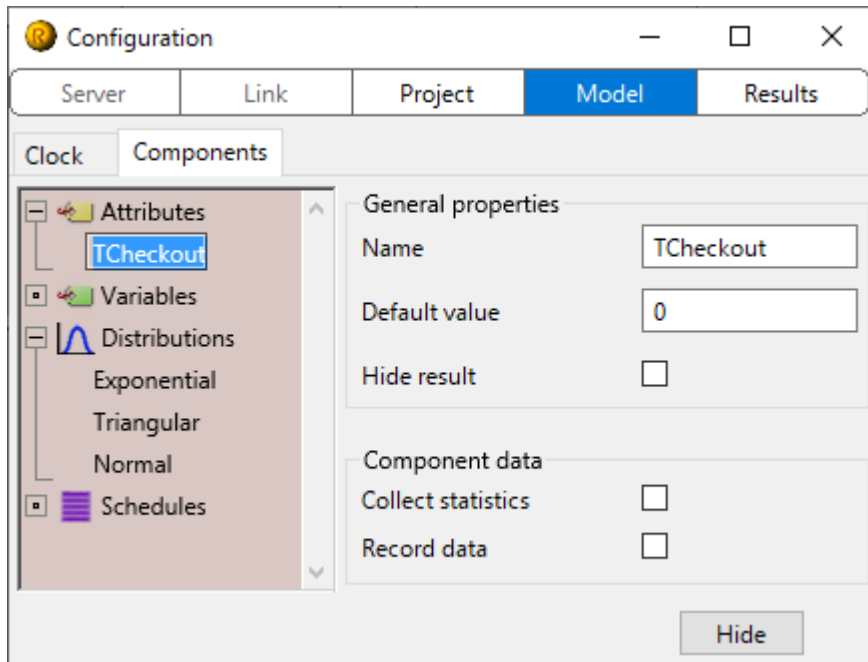 Configuration
Server Link Project Model Results
Clock Components
Attributes
TCheckout
Variables
Distributions
Exponential
Triangular
Normal
Schedules
General properties
Name TCheckout
Default value 0
Hide result
Component data
Collect statistics
Record data
Hide